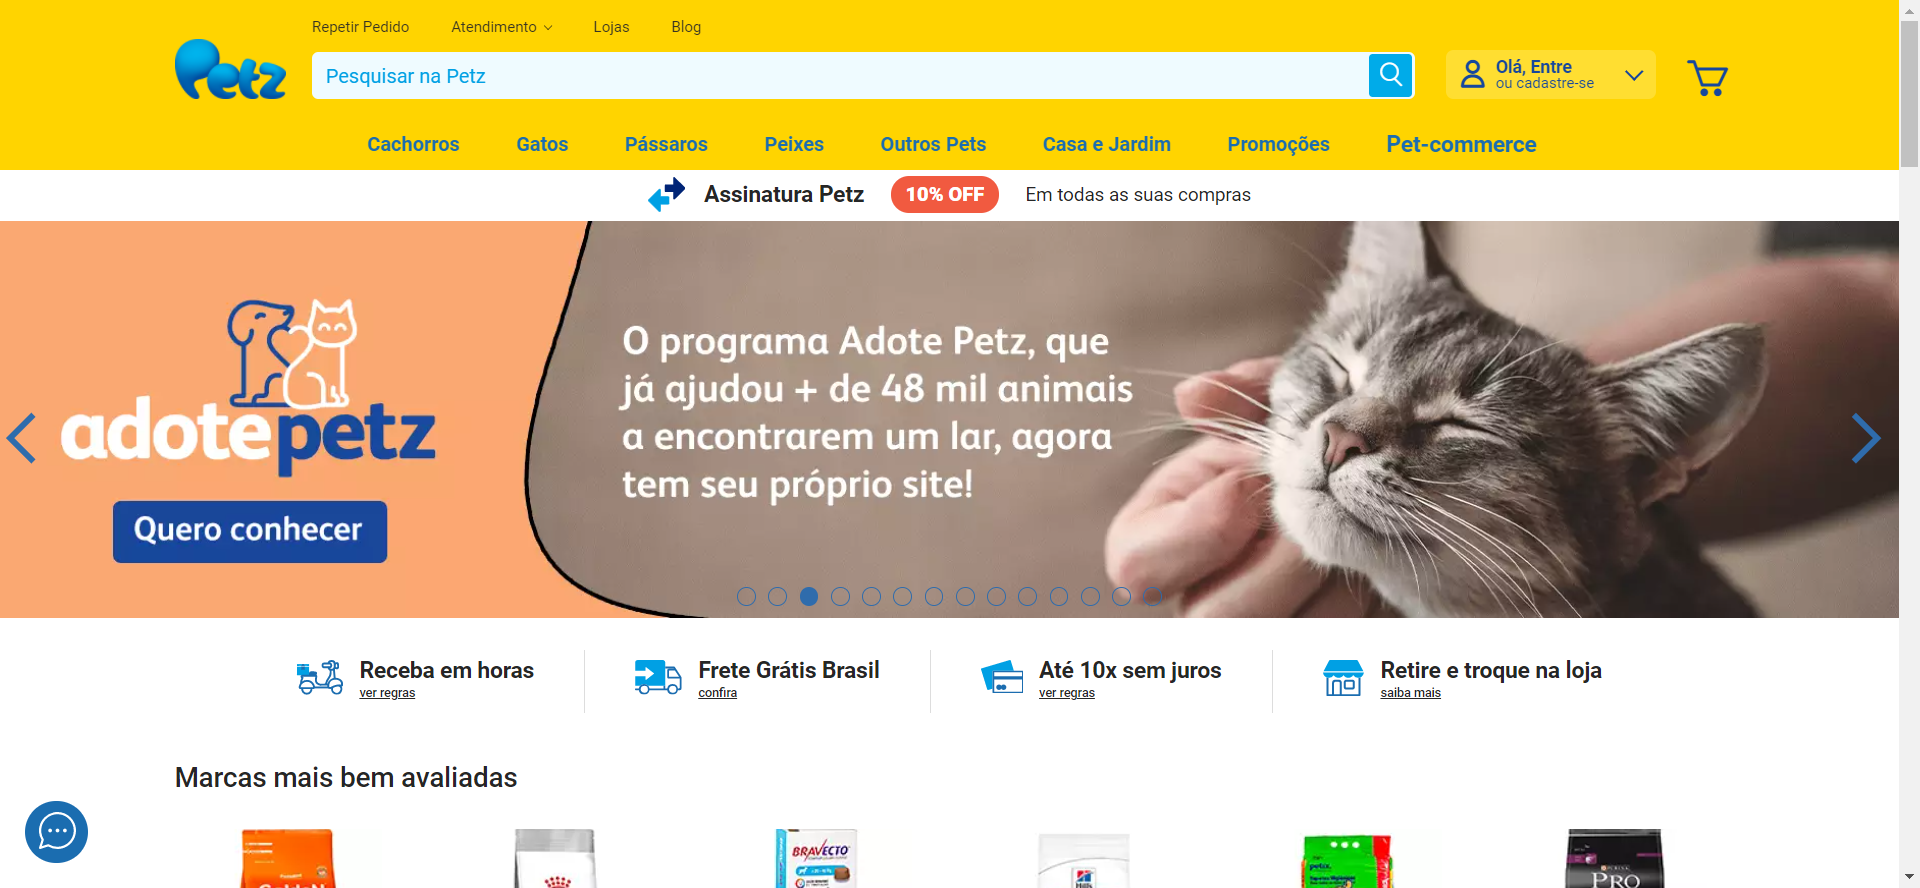 Repetir Pedido Atendimento Lojas Blog
Petz
Pesquisar na Petz
Olá, Entre
ou cadastre-se
Cachorros Gatos Pássaros Peixes Outros Pets Casa e Jardim Promoções Pet-commerce
Assinatura Petz 10% OFF Em todas as suas compras
adotepetz
Quero conhecer
O programa Adote Petz, que
já ajudou + de 48 mil animais
a encontrarem um lar, agora
tem seu próprio site!
Receba em horas
ver regras
Frete Grátis Brasil
confira
Até 10x sem juros
ver regras
Retire e troque na loja
saiba mais
Marcas mais bem avaliadas
GoldeN
BRAVECTO
Hill's
petix
PURINA
PRO